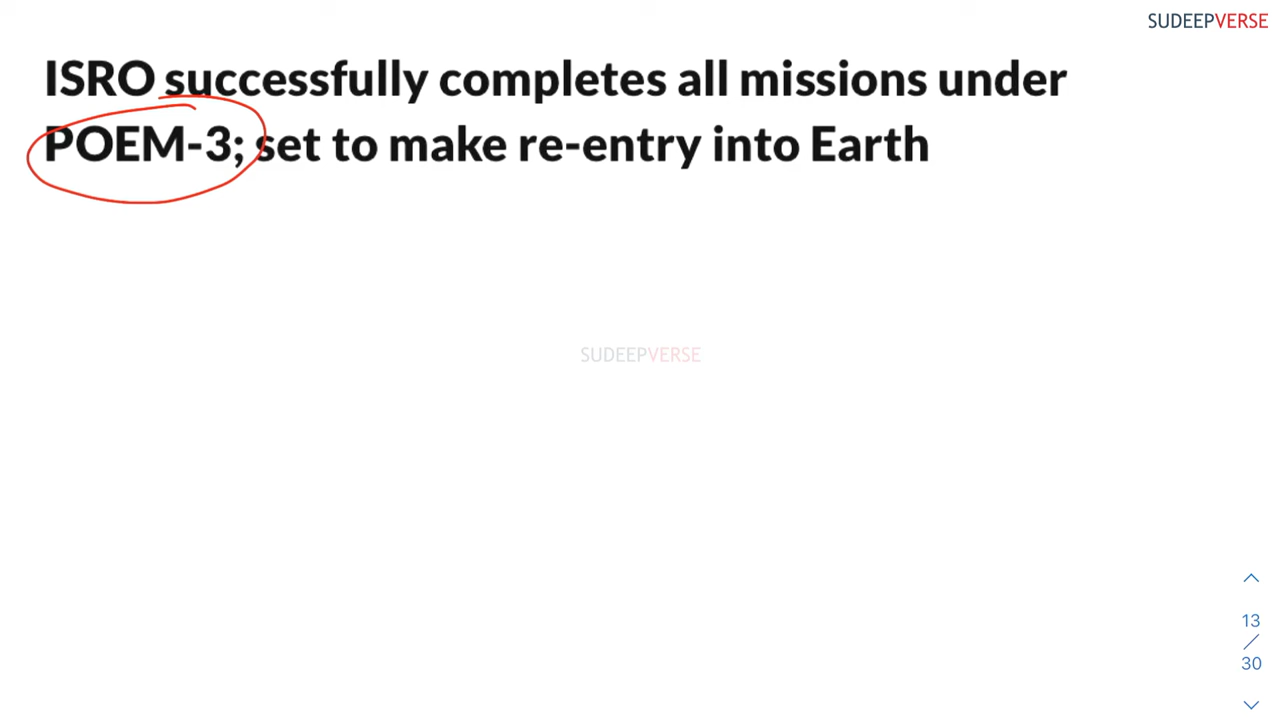 SUDEEPVERSE
ISRO successfully completes all missions under
POEM-3; set to make re-entry into Earth
SUDEEPVERSE
13
/
30